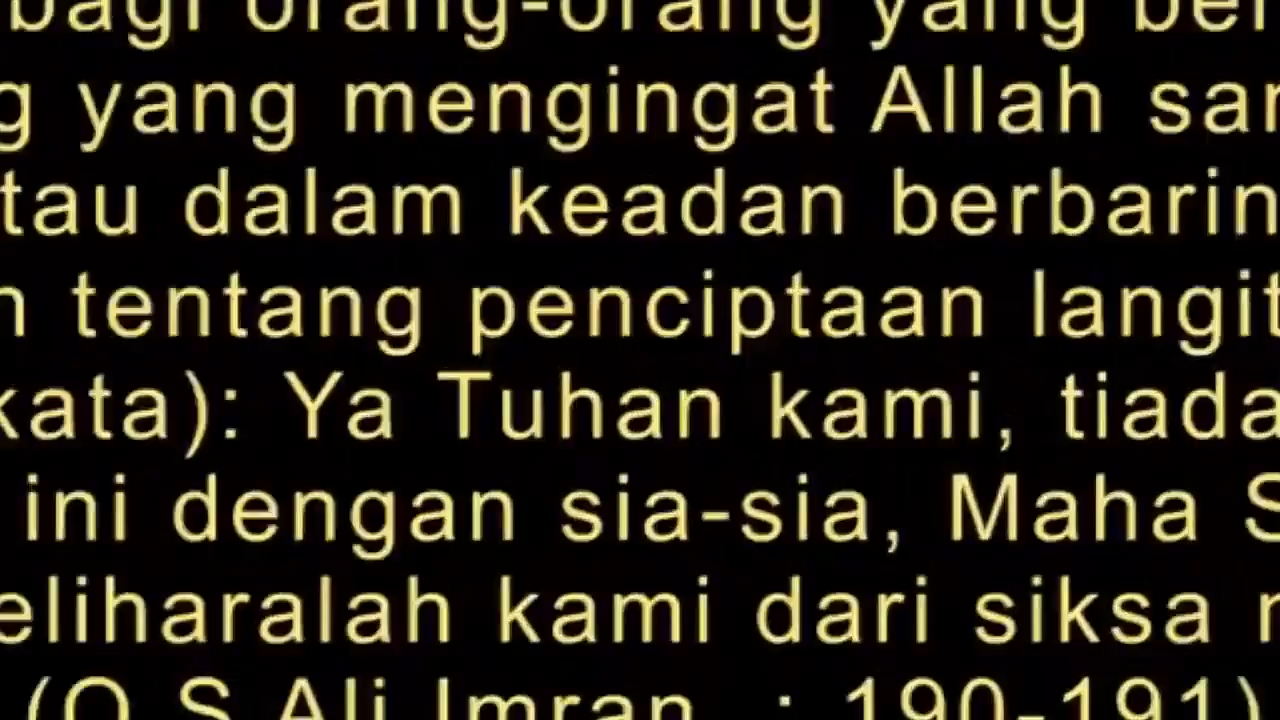 bagi orang-orang yang ber
g yang mengingat Allah
tau dalam keadan berbarin
n tentang penciptaan langit
kata): Ya Tuhan kami, tiada
ini dengan sia-sia, Maha S
eliharalah kami dari siksa
(Q.S Ali Imran : 190-191)